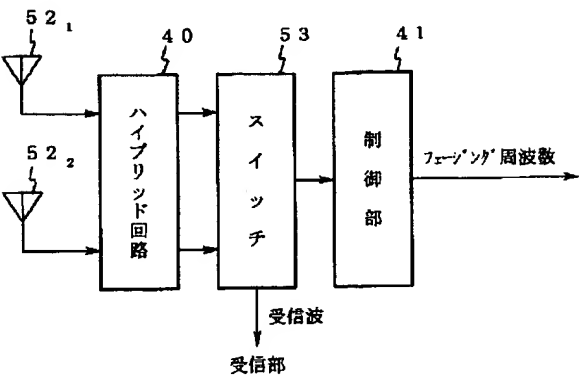 52₁
40
53
41
52₂
ハイブリッド回路
スイッチ
制御部
フェージング周波数
受信波
受信部